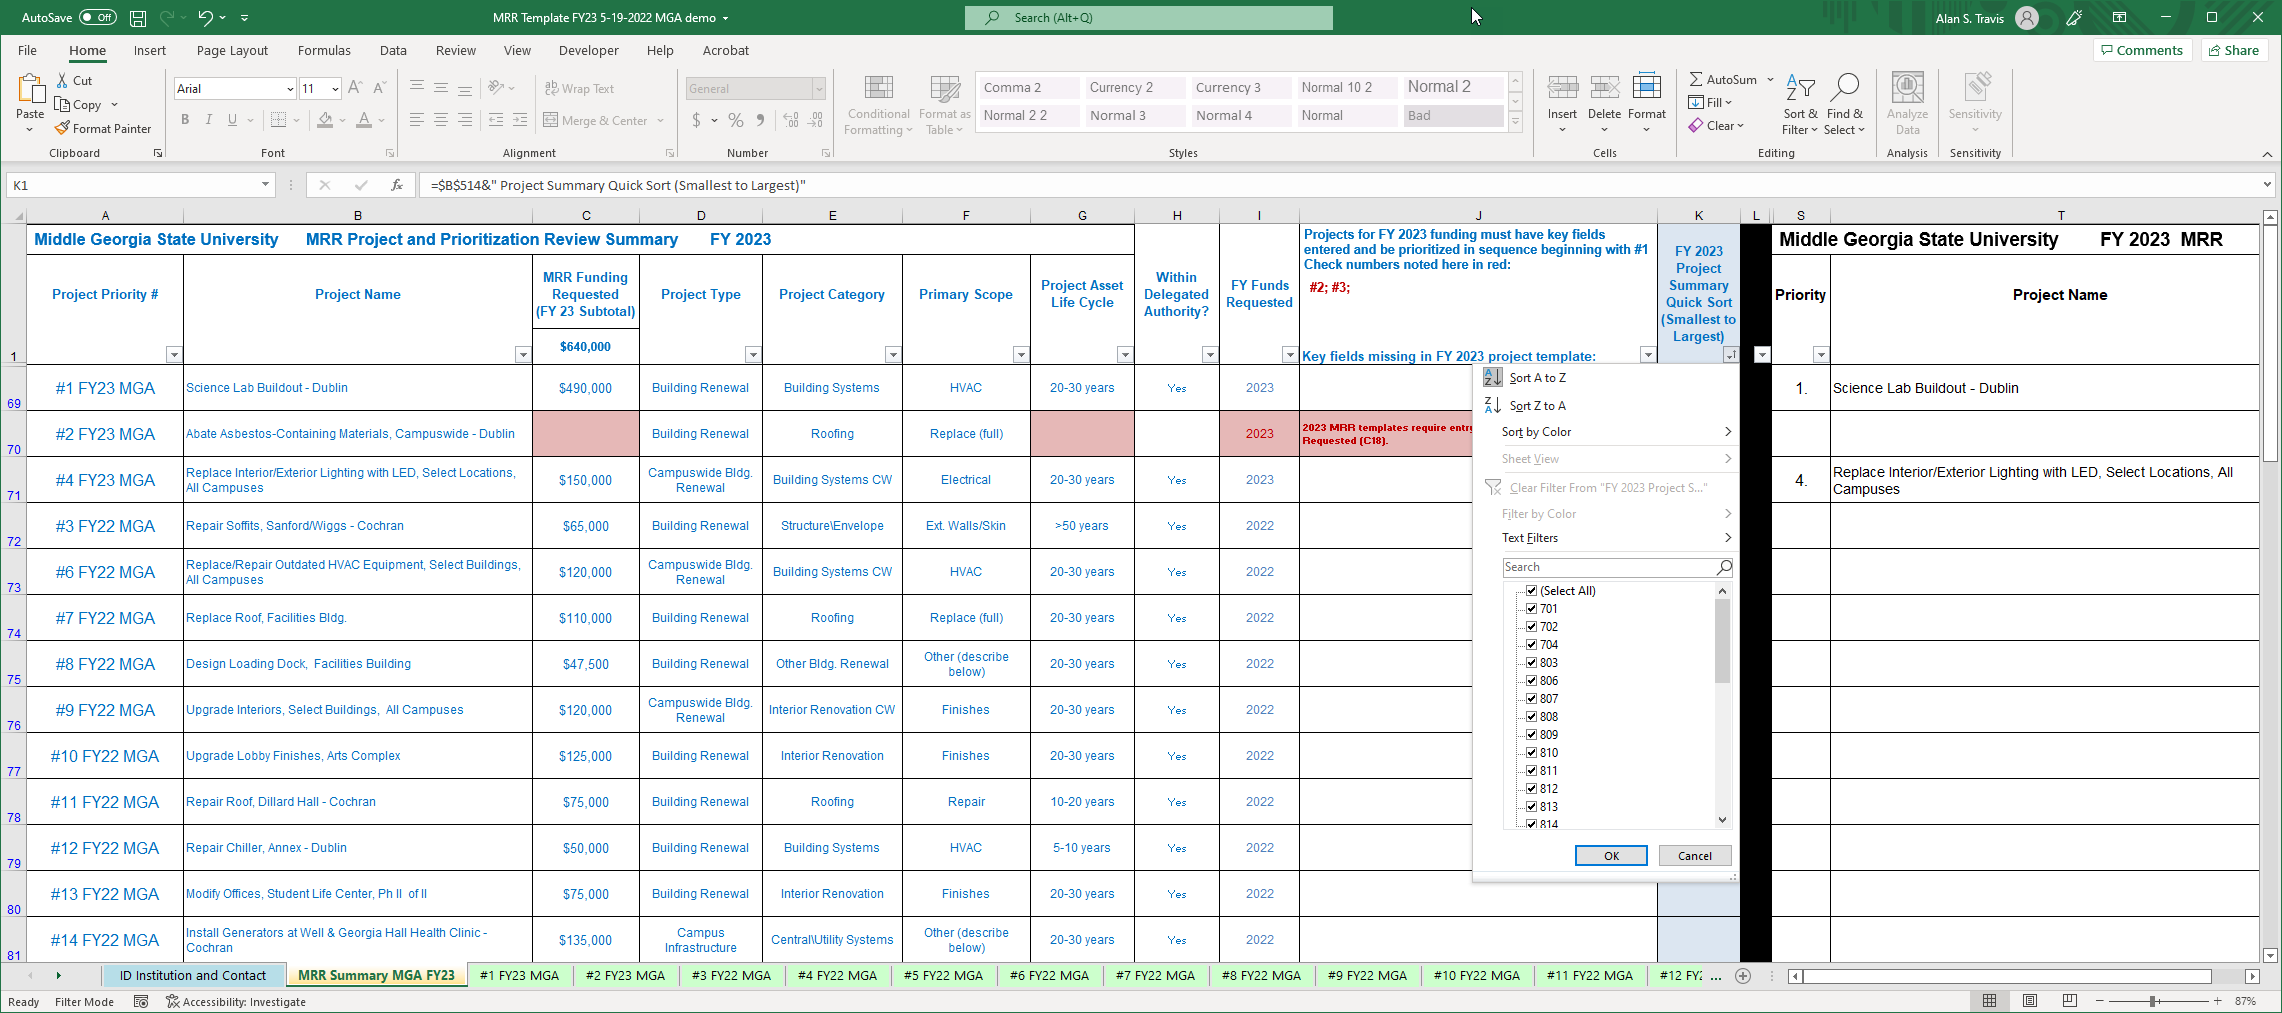 AutoSave Off
MRR Template FY23 5-19-2022 MGA demo
Search (Alt+Q)
Alan S. Travis
File Home Insert Page Layout Formulas Data Review View Developer Help Acrobat
Comments Share
Paste
Cut
Copy
Format Painter
Clipboard
Arial 11
B I U
Font
Wrap Text
Merge & Center
Alignment
General
$ % 9
Number
Conditional Formatting
Format as Table
Comma 2 Currency 2 Currency 3 Normal 10 2 Normal 2
Normal 2 2 Normal 3 Normal 4 Normal Bad
Styles
Insert Delete Format
Cells
AutoSum
Fill
Clear
Sort & Filter
Find & Select
Editing
Analyze Data
Analysis
Sensitivity
Sensitivity
K1
fx
=$B$514&" Project Summary Quick Sort (Smallest to Largest)"
A B C D E F G H I J K L S T
Middle Georgia State University MRR Project and Prioritization Review Summary FY 2023
Project Priority #
Project Name
MRR Funding
Requested
(FY 23 Subtotal)
$640,000
Project Type
Project Category
Primary Scope
Project Asset
Life Cycle
Within
Delegated
Authority?
FY Funds
Requested
Projects for FY 2023 funding must have key fields
entered and be prioritized in sequence beginning with #1
Check numbers noted here in red:
#2; #3;
Key fields missing in FY 2023 project template:
FY 2023
Project
Summary
Quick Sort
(Smallest to
Largest)
Middle Georgia State University FY 2023 MRR
Priority
Project Name
1
69 #1 FY23 MGA Science Lab Buildout - Dublin $490,000 Building Renewal Building Systems HVAC 20-30 years Yes 2023 1. Science Lab Buildout - Dublin
70 #2 FY23 MGA Abate Asbestos-Containing Materials, Campuswide - Dublin Building Renewal Roofing Replace (full) 2023
2023 MRR templates require entry
Requested (C18).
71 #4 FY23 MGA Replace Interior/Exterior Lighting with LED, Select Locations, All Campuses $150,000 Campuswide Bldg. Renewal Building Systems CW Electrical 20-30 years Yes 2023 4. Replace Interior/Exterior Lighting with LED, Select Locations, All Campuses
72 #3 FY22 MGA Repair Soffits, Sanford/Wiggs - Cochran $65,000 Building Renewal Structure\Envelope Ext. Walls/Skin >50 years Yes 2022
73 #6 FY22 MGA Replace/Repair Outdated HVAC Equipment, Select Buildings, All Campuses $120,000 Campuswide Bldg. Renewal Building Systems CW HVAC 20-30 years Yes 2022
74 #7 FY22 MGA Replace Roof, Facilities Bldg. $110,000 Building Renewal Roofing Replace (full) 20-30 years Yes 2022
75 #8 FY22 MGA Design Loading Dock, Facilities Building $47,500 Building Renewal Other Bldg. Renewal Other (describe below) 20-30 years Yes 2022
76 #9 FY22 MGA Upgrade Interiors, Select Buildings, All Campuses $120,000 Campuswide Bldg. Renewal Interior Renovation CW Finishes 20-30 years Yes 2022
77 #10 FY22 MGA Upgrade Lobby Finishes, Arts Complex $125,000 Building Renewal Interior Renovation Finishes 20-30 years Yes 2022
78 #11 FY22 MGA Repair Roof, Dillard Hall - Cochran $75,000 Building Renewal Roofing Repair 10-20 years Yes 2022
79 #12 FY22 MGA Repair Chiller, Annex - Dublin $50,000 Building Renewal Building Systems HVAC 5-10 years Yes 2022
80 #13 FY22 MGA Modify Offices, Student Life Center, Ph II of II $75,000 Building Renewal Interior Renovation Finishes 20-30 years Yes 2022
81 #14 FY22 MGA Install Generators at Well & Georgia Hall Health Clinic - Cochran $135,000 Campus Infrastructure Central\Utility Systems Other (describe below) 20-30 years Yes 2022
Sort A to Z
Sort Z to A
Sort by Color
Sheet View
Clear Filter From "FY 2023 Project S..."
Filter by Color
Text Filters
Search
(Select All)
701
702
704
803
806
807
808
809
810
811
812
813
814
OK Cancel
ID Institution and Contact MRR Summary MGA FY23 #1 FY23 MGA #2 FY23 MGA #3 FY22 MGA #4 FY22 MGA #5 FY22 MGA #6 FY22 MGA #7 FY22 MGA #8 FY22 MGA #9 FY22 MGA #10 FY22 MGA #11 FY22 MGA #12 FY2 ...
Ready Filter Mode Accessibility: Investigate
87%